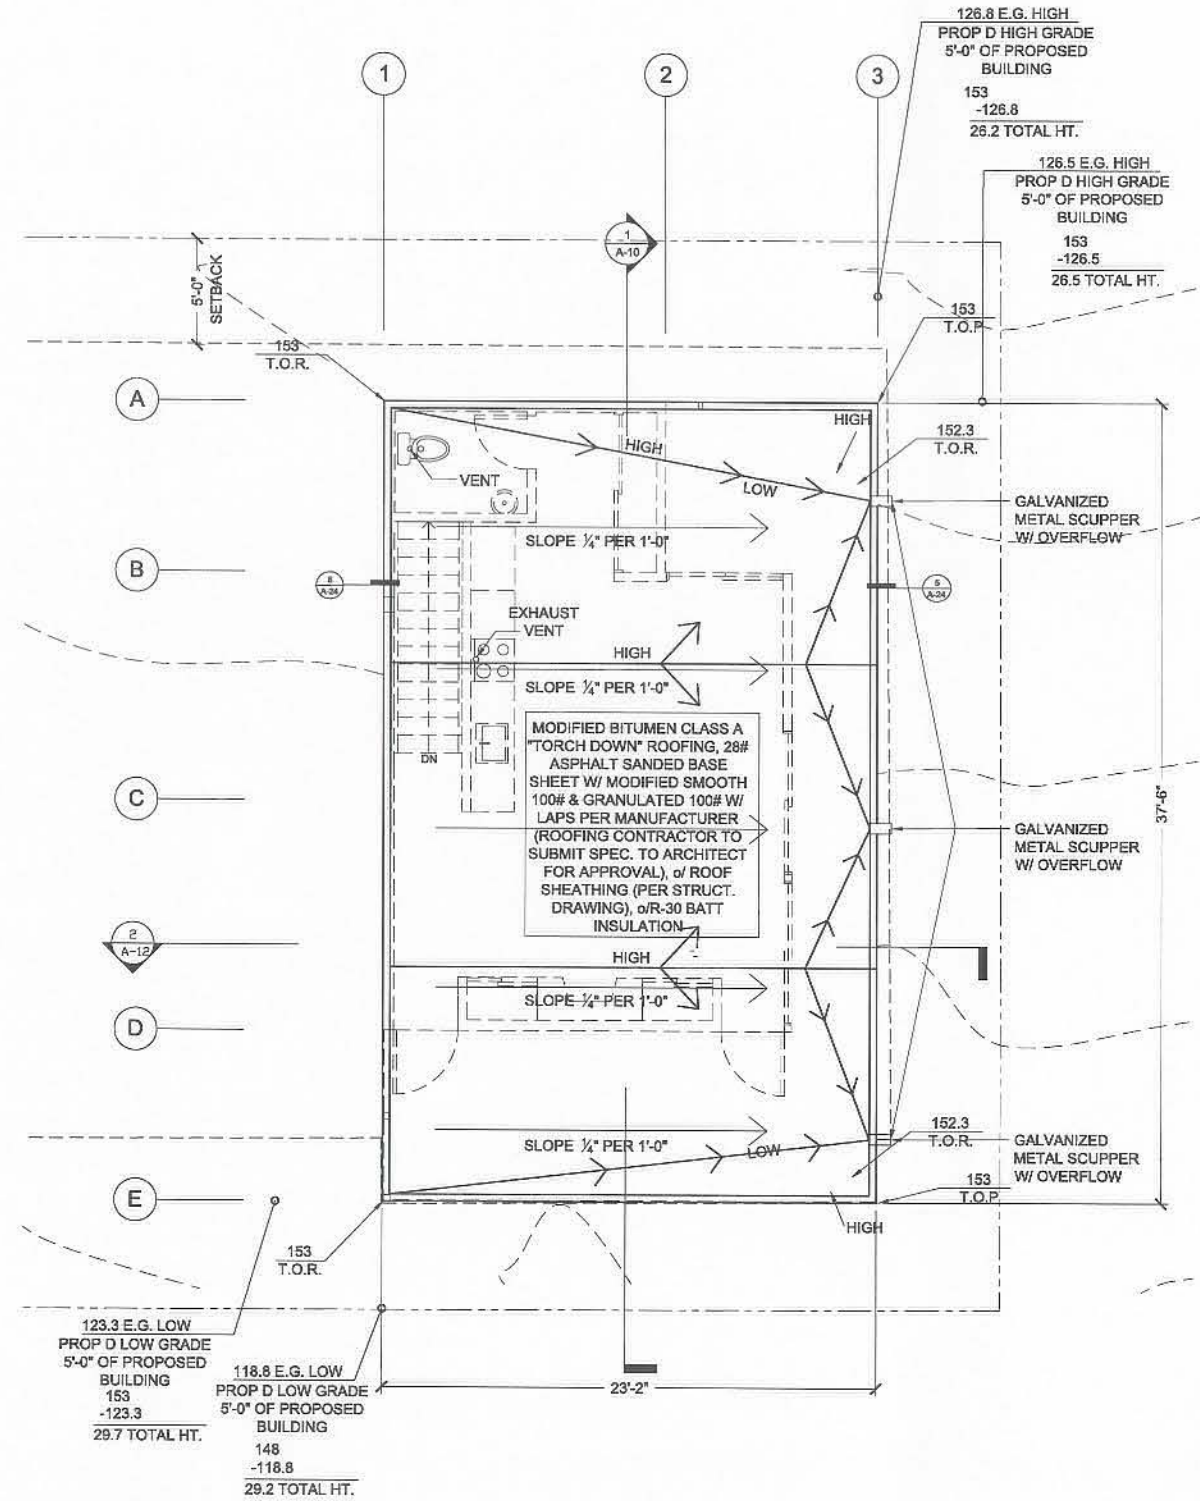 126.8 E.G. HIGH
PROP D HIGH GRADE
5'-0" OF PROPOSED
BUILDING
153
-126.8
26.2 TOTAL HT.
1
2
3
126.5 E.G. HIGH
PROP D HIGH GRADE
5'-0" OF PROPOSED
BUILDING
153
-126.5
26.5 TOTAL HT.
1
A-10
5'-0"
SETBACK
153
T.O.P
153
T.O.R.
A
HIGH
152.3
T.O.R.
HIGH
VENT
LOW
GALVANIZED
METAL SCUPPER
W/ OVERFLOW
SLOPE ¼" PER 1'-0"
B
A-24
5
A-24
EXHAUST
VENT
HIGH
SLOPE ¼" PER 1'-0"
MODIFIED BITUMEN CLASS A
"TORCH DOWN" ROOFING, 28#
ASPHALT SANDED BASE
SHEET W/ MODIFIED SMOOTH
100# & GRANULATED 100# W/
LAPS PER MANUFACTURER
(ROOFING CONTRACTOR TO
SUBMIT SPEC. TO ARCHITECT
FOR APPROVAL), o/ ROOF
SHEATHING (PER STRUCT.
DRAWING), o/R-30 BATT
INSULATION
DN
C
37'-6"
GALVANIZED
METAL SCUPPER
W/ OVERFLOW
2
A-12
HIGH
SLOPE ¼" PER 1'-0"
D
152.3
T.O.R.
SLOPE ¼" PER 1'-0"
LOW
GALVANIZED
METAL SCUPPER
W/ OVERFLOW
153
T.O.P
E
HIGH
153
T.O.R.
123.3 E.G. LOW
PROP D LOW GRADE
5'-0" OF PROPOSED
BUILDING
153
-123.3
29.7 TOTAL HT.
118.8 E.G. LOW
PROP D LOW GRADE
5'-0" OF PROPOSED
BUILDING
148
-118.8
29.2 TOTAL HT.
23'-2"